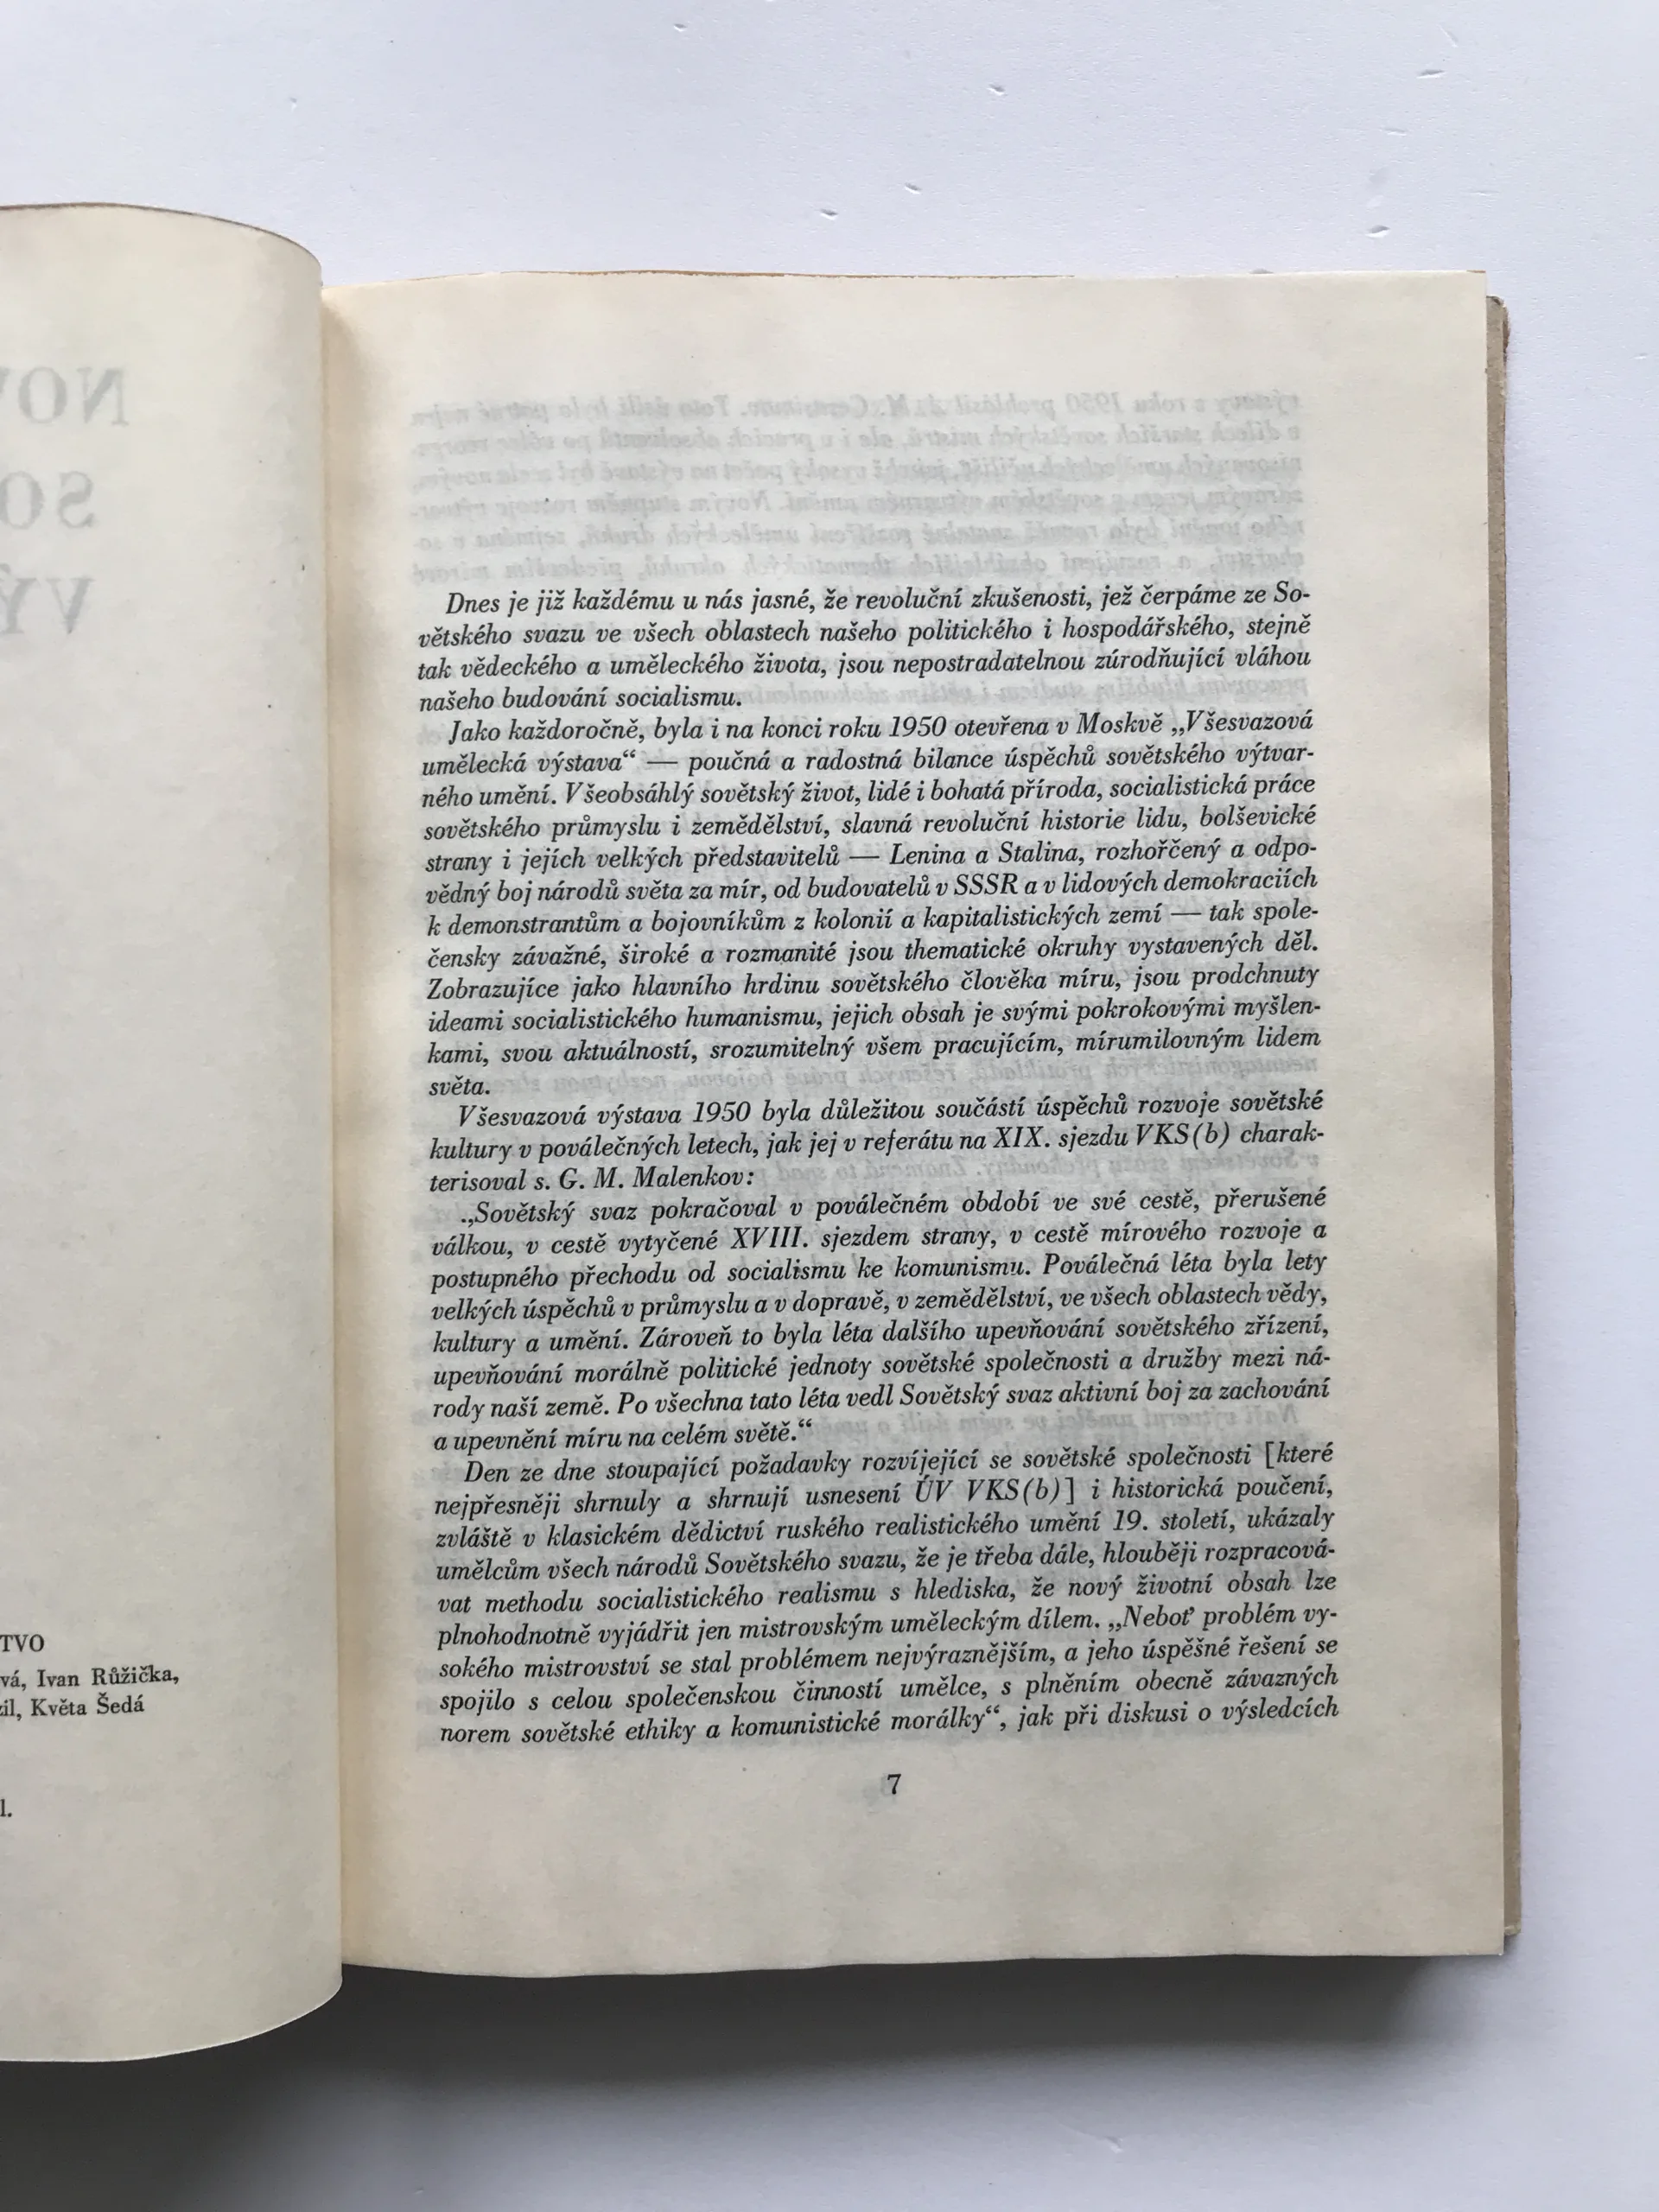 TVO
vá, Ivan Růžička,
zil, Květa Šedá
l.
Dnes je již každému u nás jasné, že revoluční zkušenosti, jež čerpáme ze So-
větského svazu ve všech oblastech našeho politického i hospodářského, stejně
tak vědeckého a uměleckého života, jsou nepostradatelnou zúrodňující vláhou
našeho budování socialismu.
Jako každoročně, byla i na konci roku 1950 otevřena v Moskvě „Všesvazová
umělecká výstava“ — poučná a radostná bilance úspěchů sovětského výtvar-
ného umění. Všeobsáhlý sovětský život, lidé i bohatá příroda, socialistická práce
sovětského průmyslu i zemědělství, slavná revoluční historie lidu, bolševické
strany i jejích velkých představitelů — Lenina a Stalina, rozhořčený a odpo-
vědný boj národů světa za mír, od budovatelů v SSSR a v lidových demokraciích
k demonstrantům a bojovníkům z kolonií a kapitalistických zemí — tak spole-
čensky závažné, široké a rozmanité jsou thematické okruhy vystavených děl.
Zobrazujíce jako hlavního hrdinu sovětského člověka míru, jsou prodchnuty
ideami socialistického humanismu, jejich obsah je svými pokrokovými myšlen-
kami, svou aktuálností, srozumitelný všem pracujícím, mírumilovným lidem
světa.
Všesvazová výstava 1950 byla důležitou součástí úspěchů rozvoje sovětské
kultury v poválečných letech, jak jej v referátu na XIX. sjezdu VKS(b) charak-
terisoval s. G. M. Malenkov:
„Sovětský svaz pokračoval v poválečném období ve své cestě, přerušené
válkou, v cestě vytyčené XVIII. sjezdem strany, v cestě mírového rozvoje a
postupného přechodu od socialismu ke komunismu. Poválečná léta byla lety
velkých úspěchů v průmyslu a v dopravě, v zemědělství, ve všech oblastech vědy,
kultury a umění. Zároveň to byla léta dalšího upevňování sovětského zřízení,
upevňování morálně politické jednoty sovětské společnosti a družby mezi ná-
rody naší země. Po všechna tato léta vedl Sovětský svaz aktivní boj za zachování
a upevnění míru na celém světě.“
Den ze dne stoupající požadavky rozvíjející se sovětské společnosti [které
nejpřesněji shrnuly a shrnují usnesení ÚV VKS(b)] i historická poučení,
zvláště v klasickém dědictví ruského realistického umění 19. století, ukázaly
umělcům všech národů Sovětského svazu, že je třeba dále, hlouběji rozpracová-
vat methodu socialistického realismu s hlediska, že nový životní obsah lze
plnohodnotně vyjádřit jen mistrovským uměleckým dílem. „Neboť problém vy-
sokého mistrovství se stal problémem nejvýraznějším, a jeho úspěšné řešení se
spojilo s celou společenskou činností umělce, s plněním obecně závazných
norem sovětské ethiky a komunistické morálky“, jak při diskusi o výsledcích
7